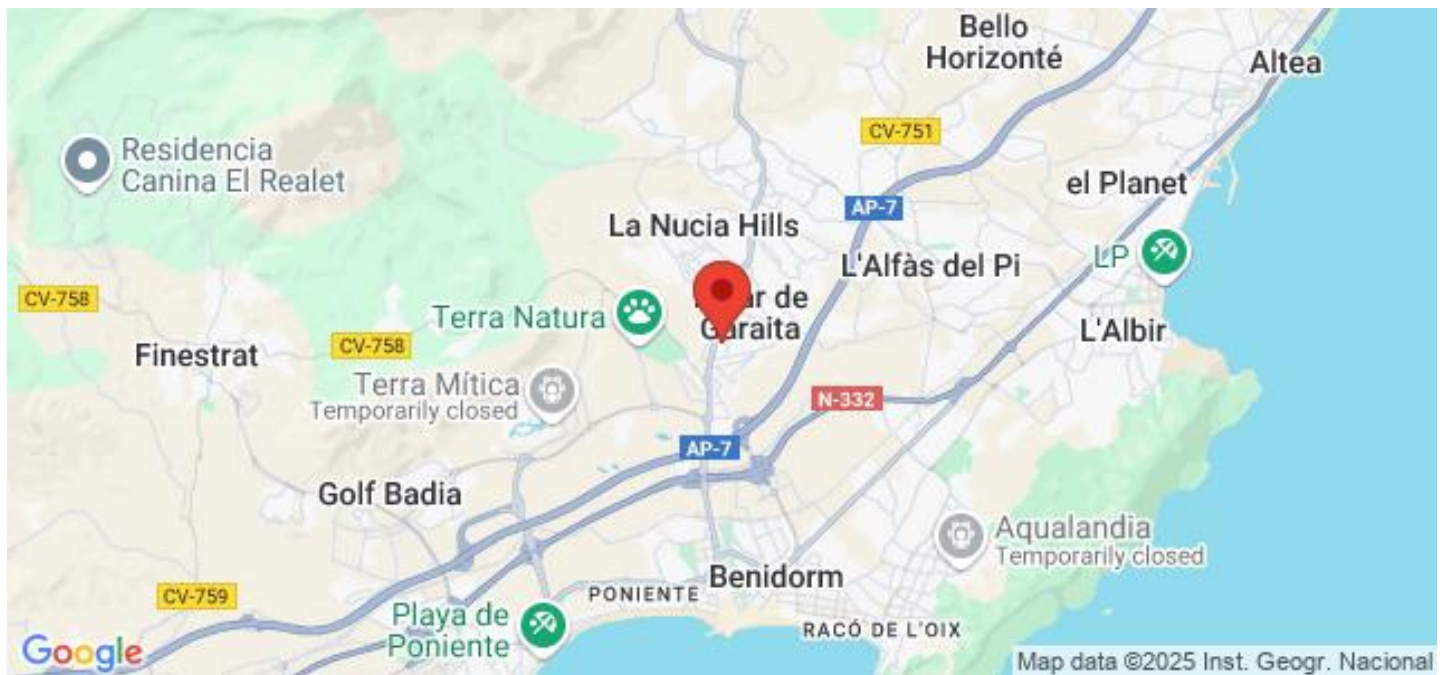 Bello
Horizonté
Altea
CV-751
Residencia
Canina El Realet
el Planet
AP-7
La Nucia Hills
LP
L'Alfàs del Pi
CV-758
ar de
Garaita
Terra Natura
L'Albir
Finestrat
CV-758
Terra Mítica
Temporarily closed
N-332
AP-7
Golf Badia
Aqualandia
Temporarily closed
Benidorm
PONIENTE
CV-759
Playa de
Poniente
RACÓ DE L'OIX
Google
Map data ©2025 Inst. Geogr. Nacional